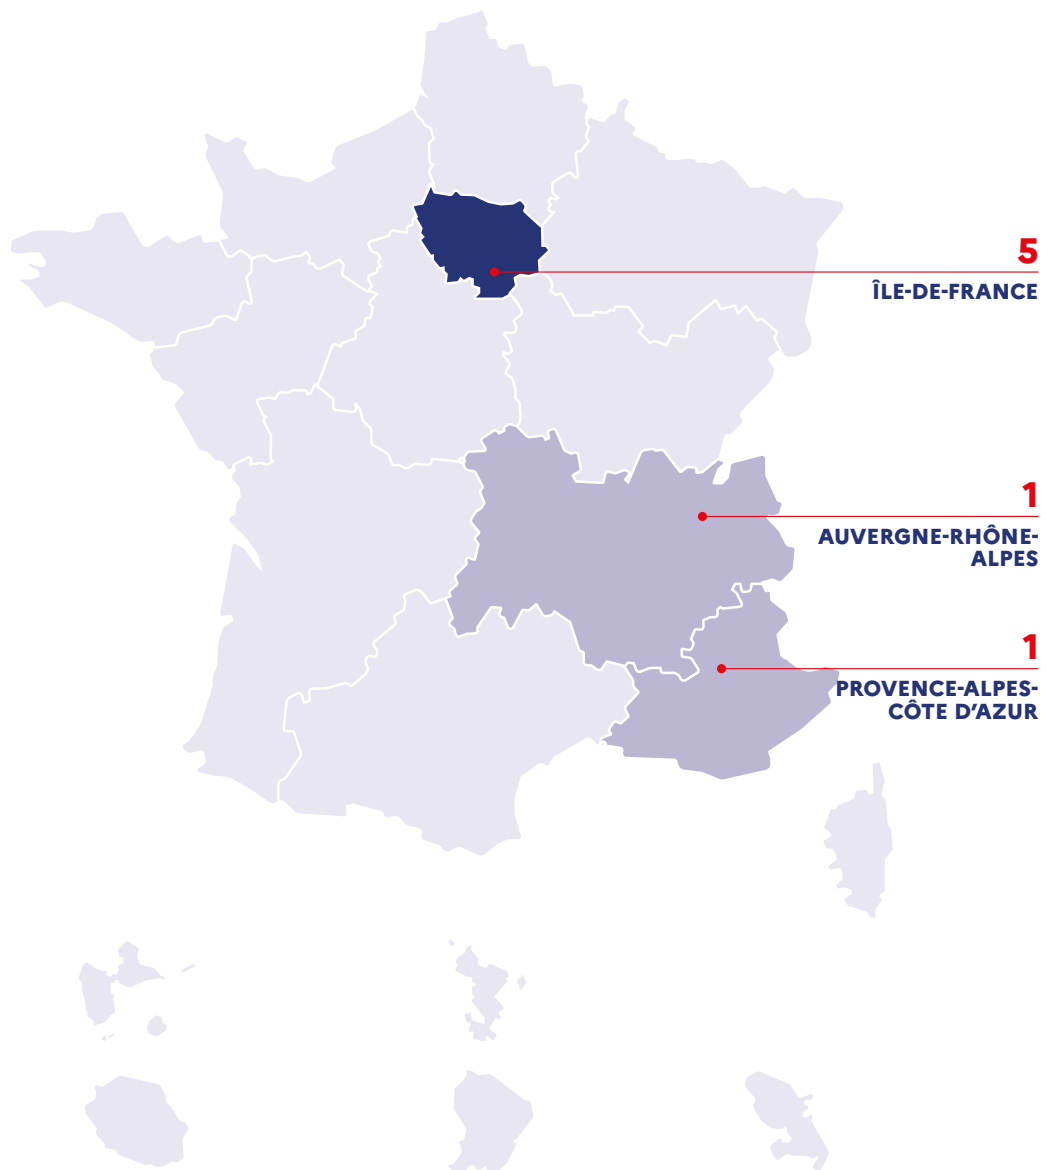 5
ÎLE-DE-FRANCE
1
AUVERGNE-RHÔNE-
ALPES
1
PROVENCE-ALPES-
CÔTE D’AZUR